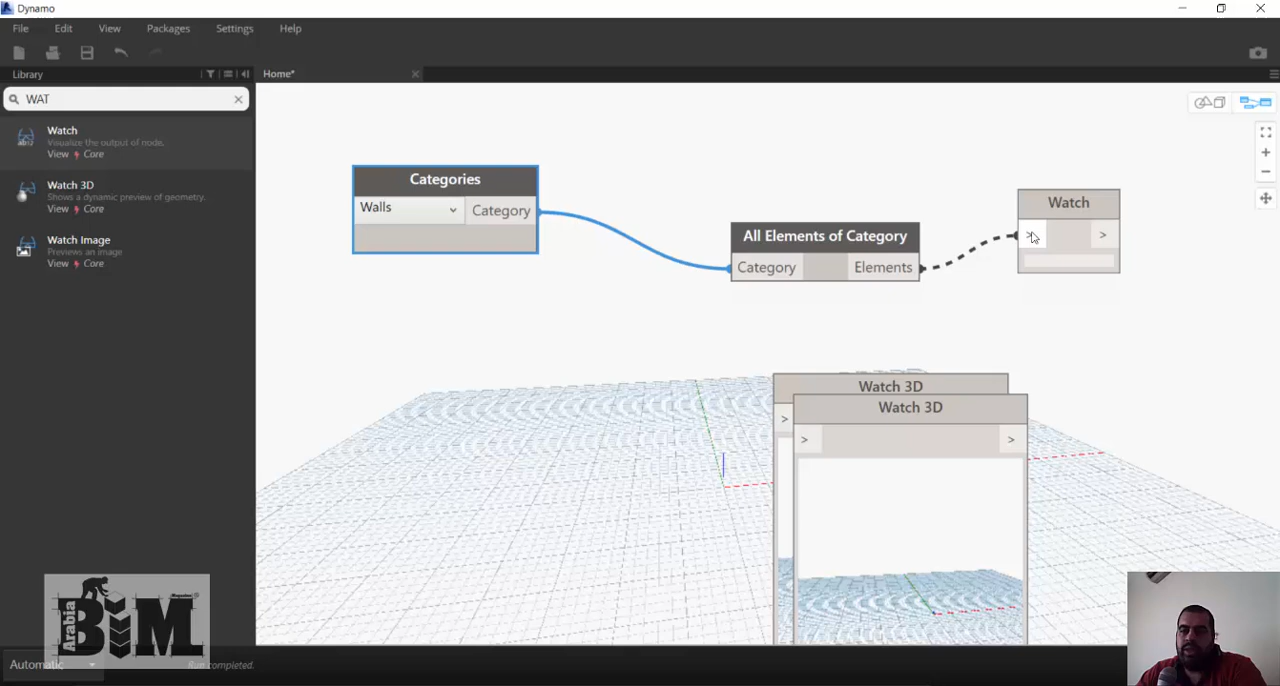 Dynamo
File Edit View Packages Settings Help
Library
Home*
WAT
Watch
Visualize the output of node.
View Core
Watch 3D
Shows a dynamic preview of geometry.
View Core
Watch Image
Previews an image
View Core
Categories
Walls Category
All Elements of Category
Category Elements
Watch
> >
Watch 3D
>
Watch 3D
> >
Arabia BIM Magazine
Automatic Run completed.